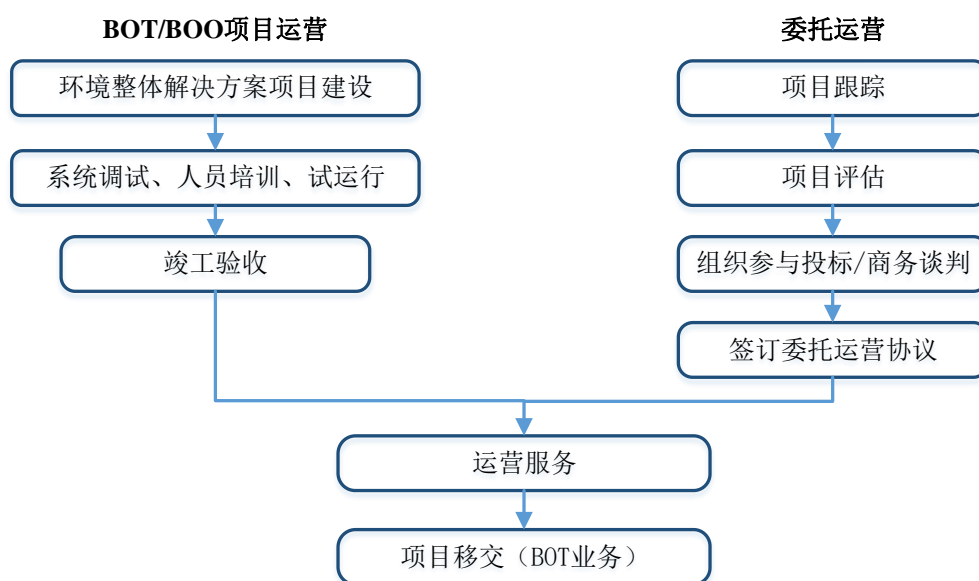 BOT/BOO项目运营
环境整体解决方案项目建设
系统调试、人员培训、试运行
竣工验收
委托运营
项目跟踪
项目评估
组织参与投标/商务谈判
签订委托运营协议
运营服务
项目移交（BOT业务）